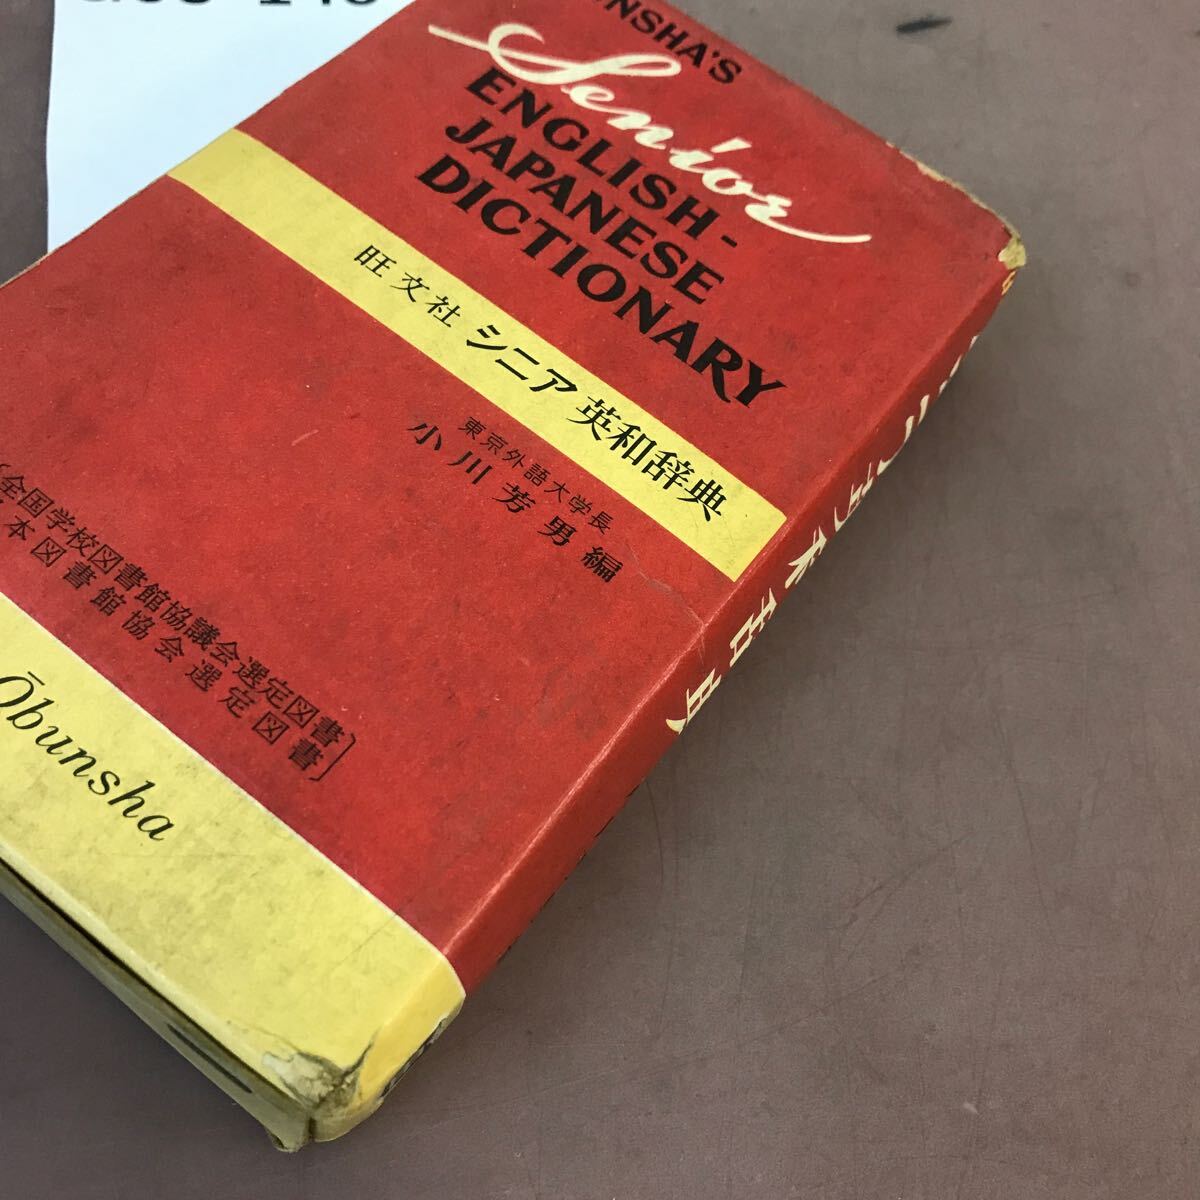 Senior
ENGLISH-
JAPANESE
DICTIONARY
旺文社 シニア 英和辞典
東京外語大学長
小川芳男編
全国学校図書館協議会選定図書
本図書館協会選定図書
Ōbunsha